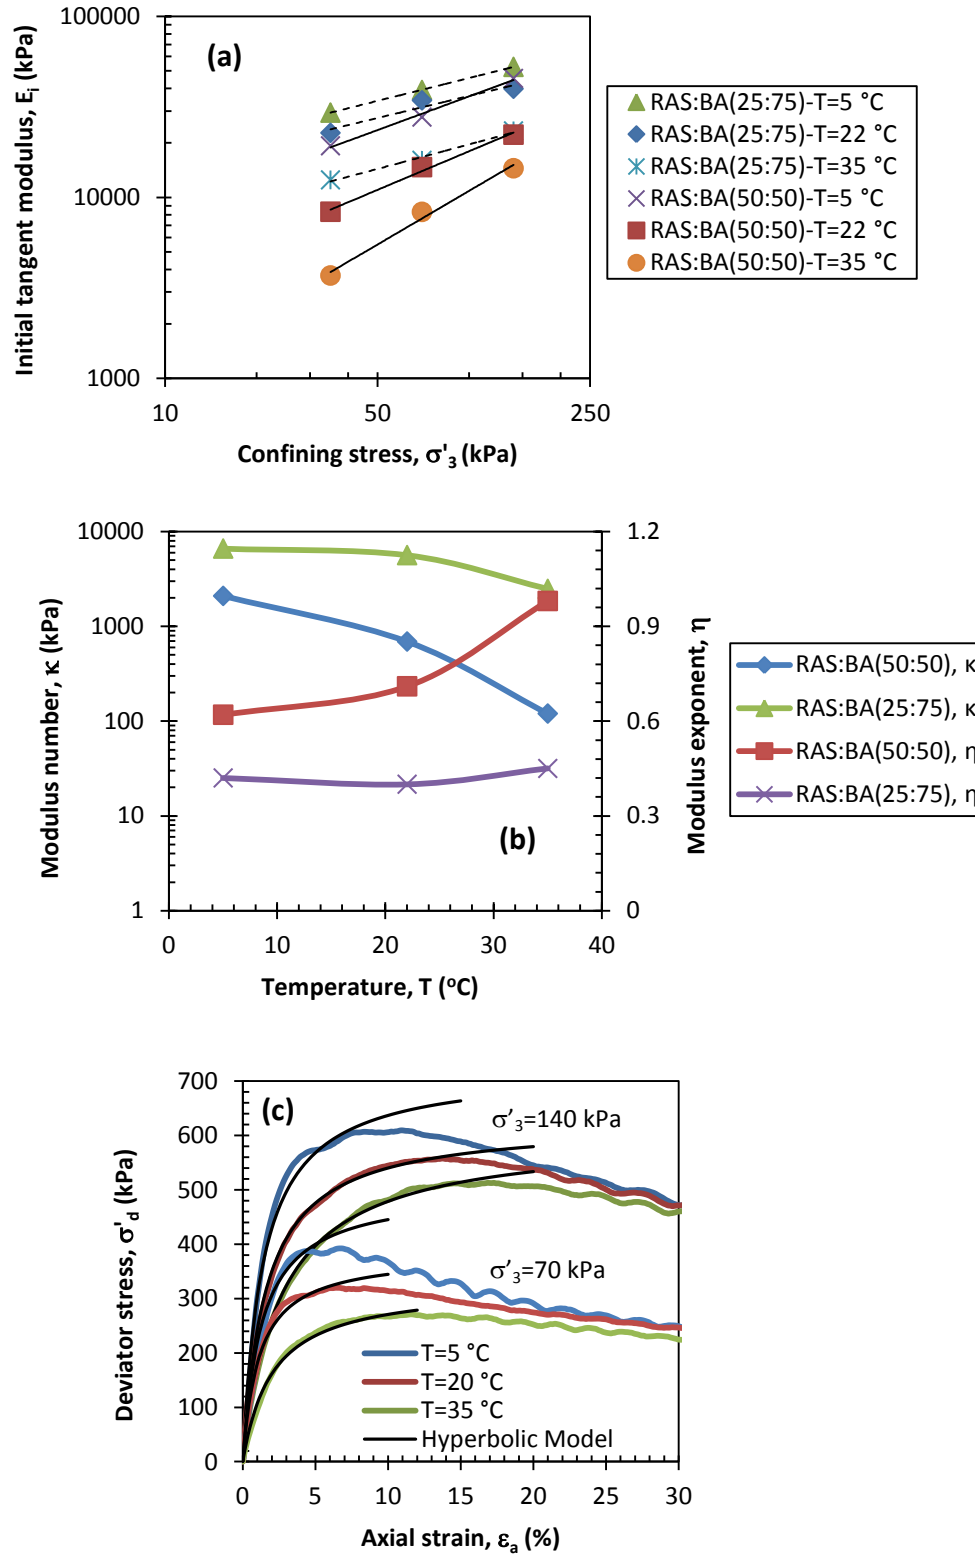 (a)
Initial tangent modulus, Eᵢ (kPa)
100000
10000
1000
10
50
250
Confining stress, σ'₃ (kPa)
RAS:BA(25:75)-T=5 °C
RAS:BA(25:75)-T=22 °C
RAS:BA(25:75)-T=35 °C
RAS:BA(50:50)-T=5 °C
RAS:BA(50:50)-T=22 °C
RAS:BA(50:50)-T=35 °C
(b)
Modulus number, κ (kPa)
10000
1000
100
10
1
1.2
0.9
0.6
0.3
0
Modulus exponent, η
0
10
20
30
40
Temperature, T (°C)
RAS:BA(50:50), κ
RAS:BA(25:75), κ
RAS:BA(50:50), η
RAS:BA(25:75), η
(c)
Deviator stress, σ'd (kPa)
700
600
500
400
300
200
100
0
σ'₃=140 kPa
σ'₃=70 kPa
T=5 °C
T=20 °C
T=35 °C
Hyperbolic Model
0
5
10
15
20
25
30
Axial strain, εₐ (%)